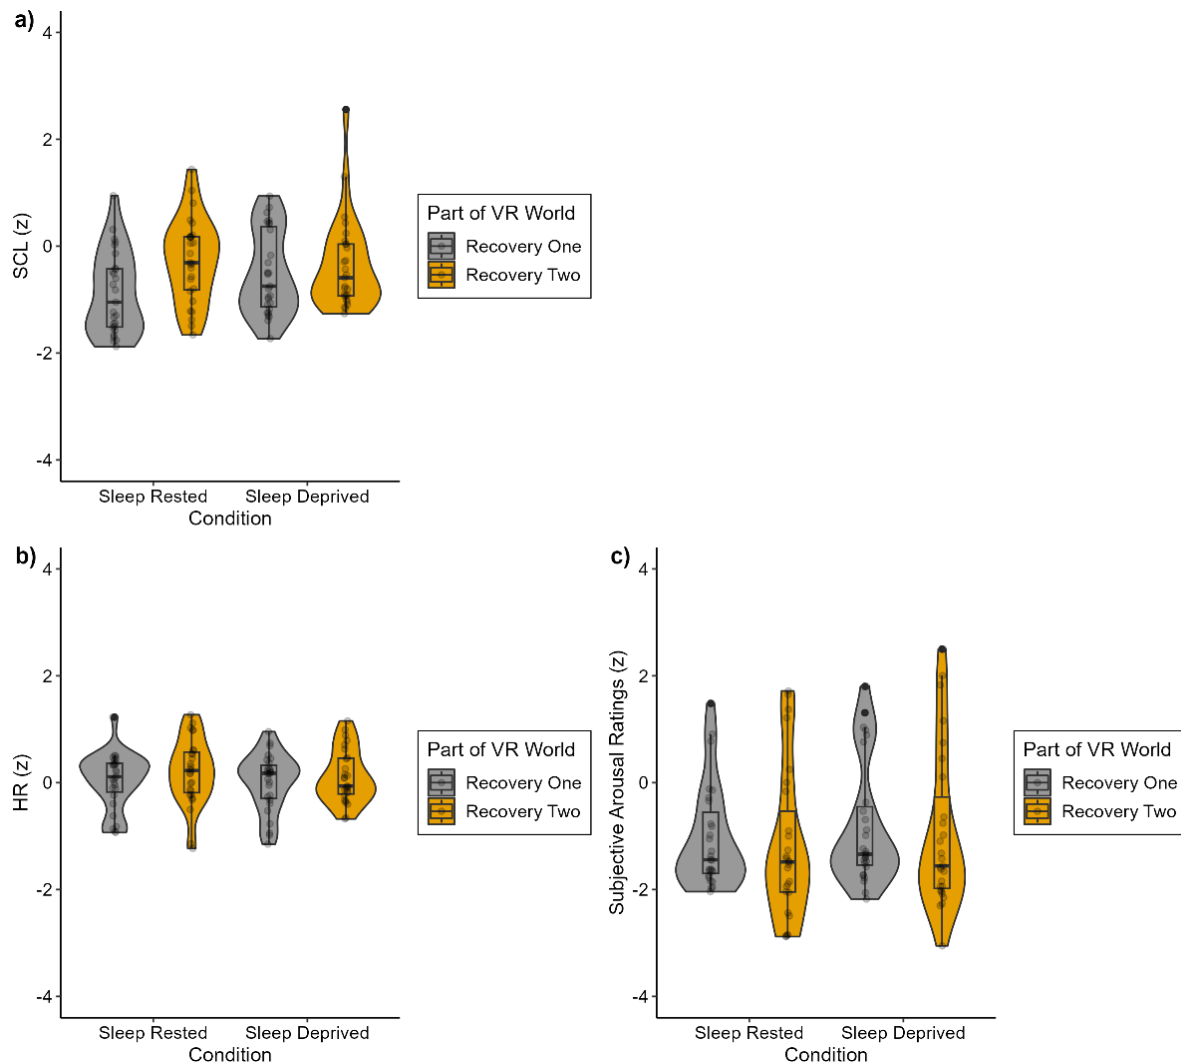 a)
4
2
0
-2
-4
SCL (z)
Sleep Rested
Sleep Deprived
Condition
Part of VR World
Recovery One
Recovery Two
b)
4
2
0
-2
-4
HR (z)
Sleep Rested
Sleep Deprived
Condition
Part of VR World
Recovery One
Recovery Two
c)
4
2
0
-2
-4
Subjective Arousal Ratings (z)
Sleep Rested
Sleep Deprived
Condition
Part of VR World
Recovery One
Recovery Two